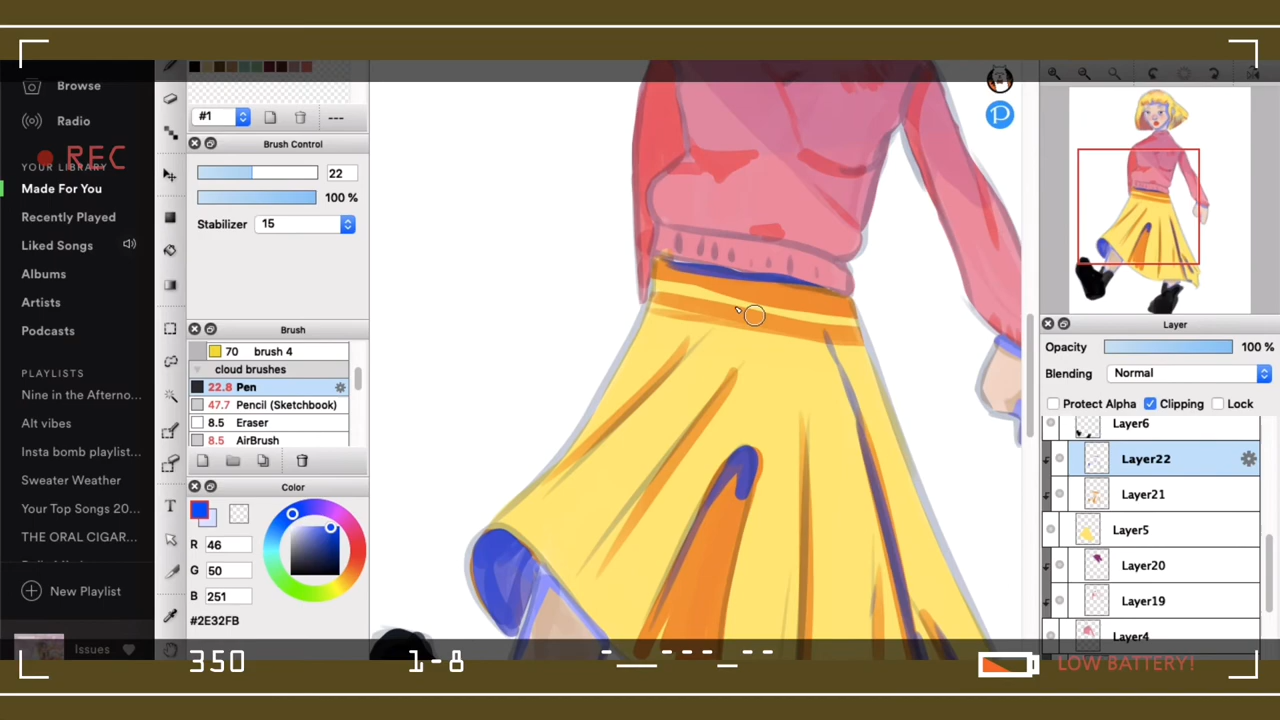 Browse
Radio
REC
YOUR LIBRARY
Made For You
Recently Played
Liked Songs
Albums
Artists
Podcasts
PLAYLISTS
Nine in the Afterno...
Alt vibes
Insta bomb playlist...
Sweater Weather
Your Top Songs 20...
THE ORAL CIGAR...
New Playlist
Issues
#1
---
Brush Control
22
100 %
Stabilizer 15
Brush
70 brush 4
cloud brushes
22.8 Pen
47.7 Pencil (Sketchbook)
8.5 Eraser
8.5 AirBrush
Color
R 46
G 50
B 251
#2E32FB
T
P
Layer
Opacity 100 %
Blending Normal
Protect Alpha Clipping Lock
Layer6
Layer22
Layer21
Layer5
Layer20
Layer19
Layer4
350
1-8
LOW BATTERY!